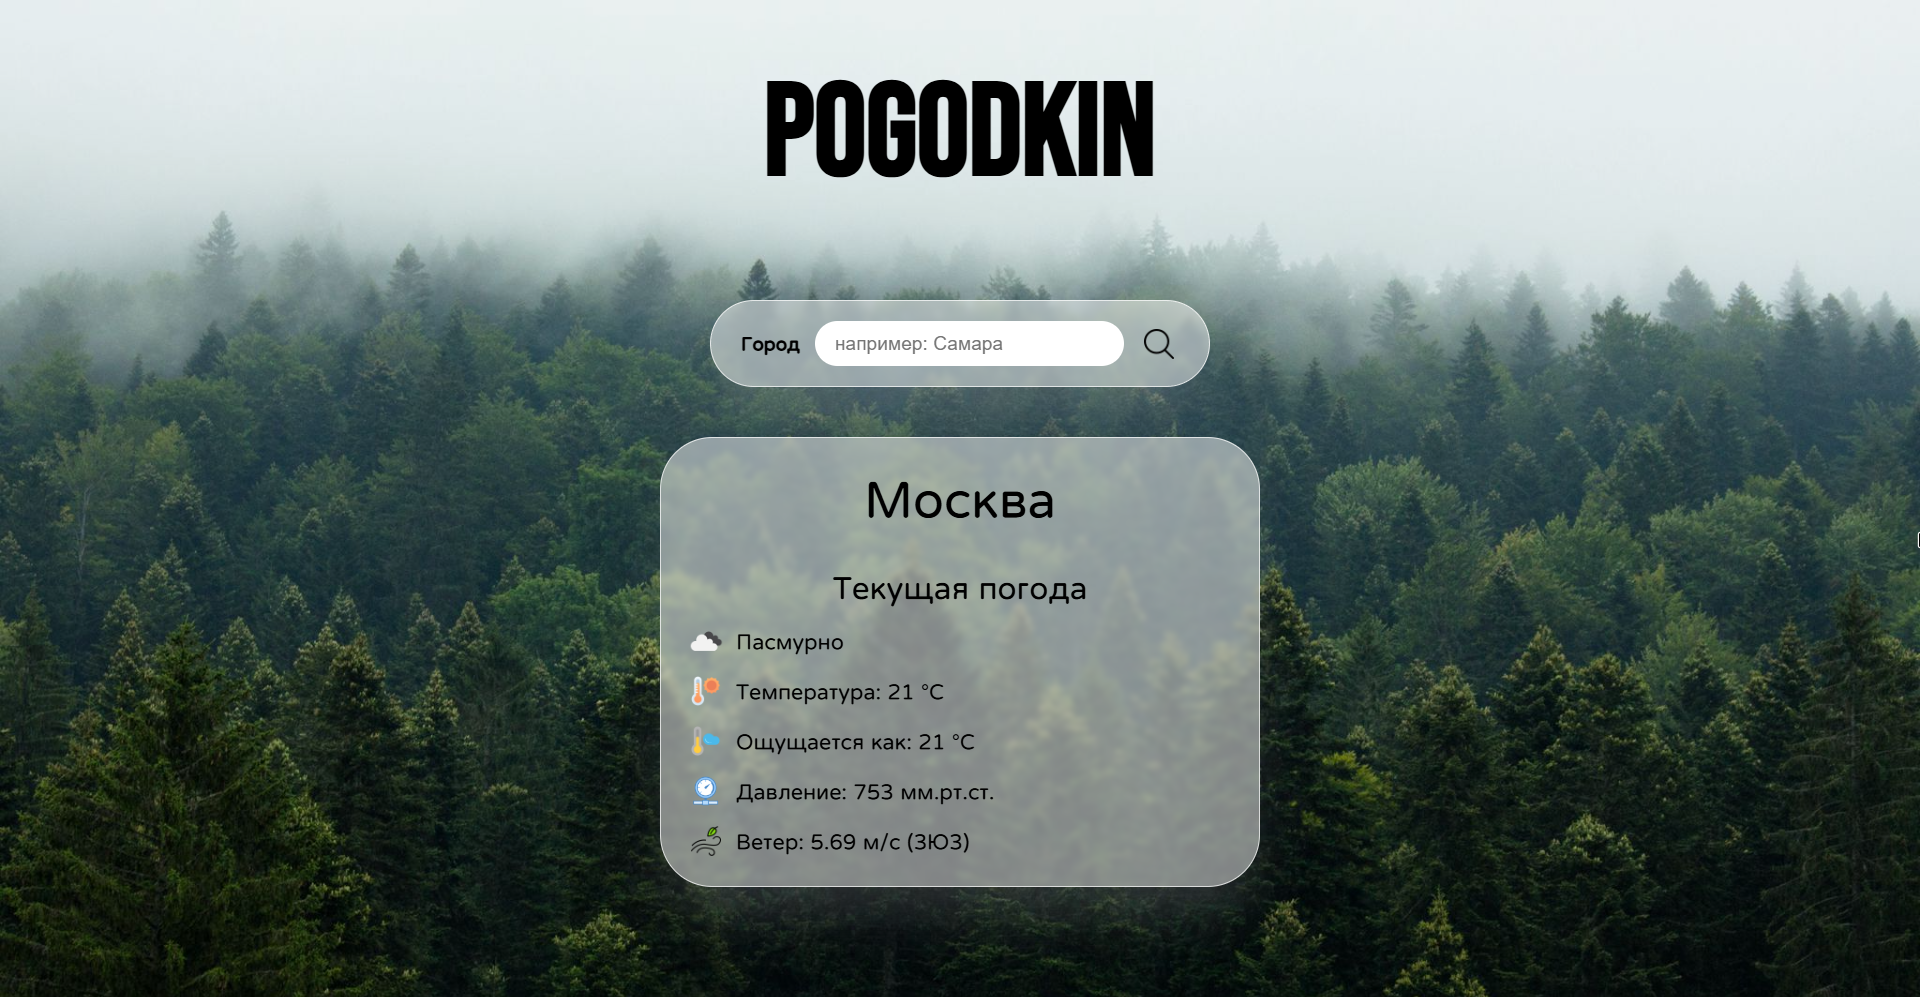 POGODKIN
Город например: Самара
Москва
Текущая погода
Пасмурно
Температура: 21 °C
Ощущается как: 21 °C
Давление: 753 мм.рт.ст.
Ветер: 5.69 м/с (ЗЮЗ)